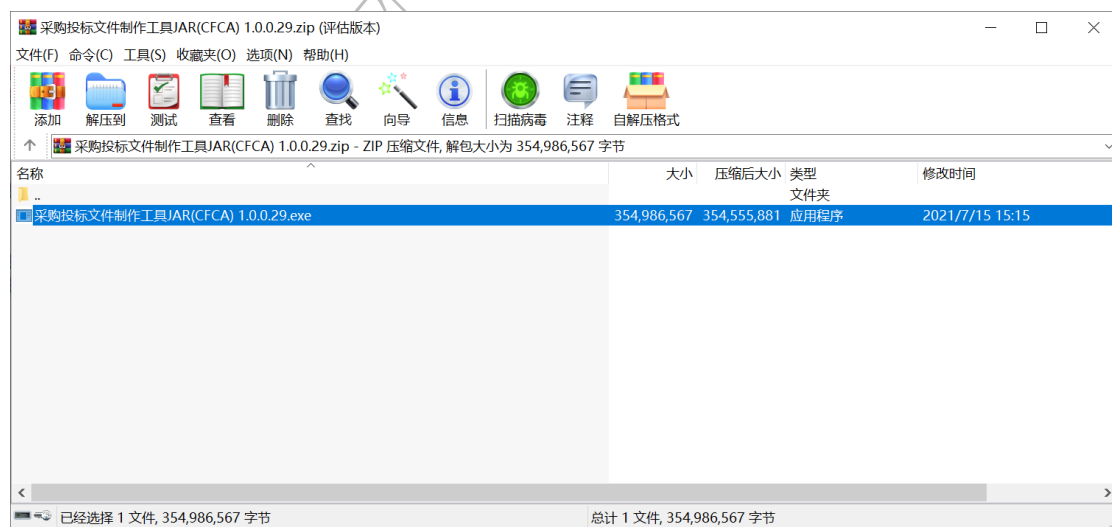 采购投标文件制作工具JAR(CFCA) 1.0.0.29.zip (评估版本)
文件(F) 命令(C) 工具(S) 收藏夹(O) 选项(N) 帮助(H)
添加 解压到 测试 查看 删除 查找 向导 信息 扫描病毒 注释 自解压格式
采购投标文件制作工具JAR(CFCA) 1.0.0.29.zip - ZIP 压缩文件, 解包大小为 354,986,567 字节
名称 大小 压缩后大小 类型 修改时间
.. 文件夹
采购投标文件制作工具JAR(CFCA) 1.0.0.29.exe 354,986,567 354,555,881 应用程序 2021/7/15 15:15
已经选择 1 文件, 354,986,567 字节 总计 1 文件, 354,986,567 字节